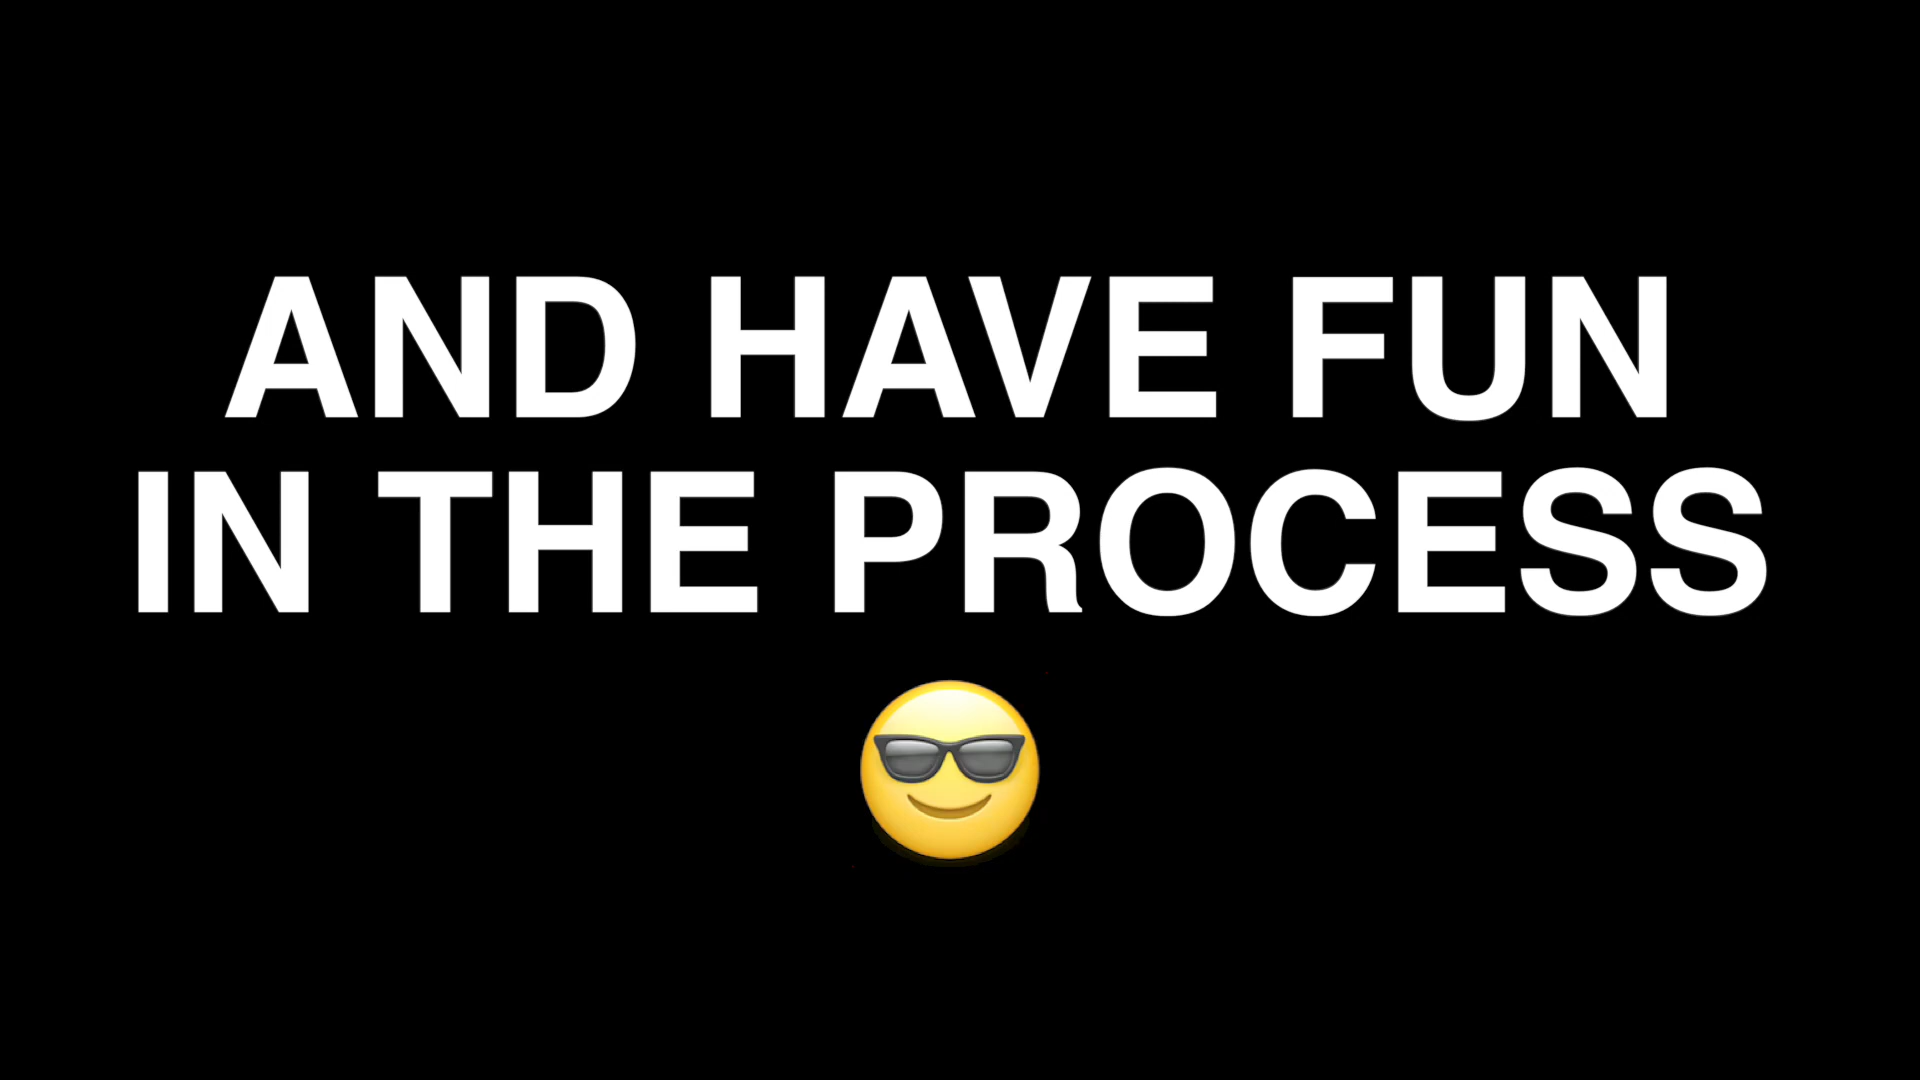 AND HAVE FUN
IN THE PROCESS
😎